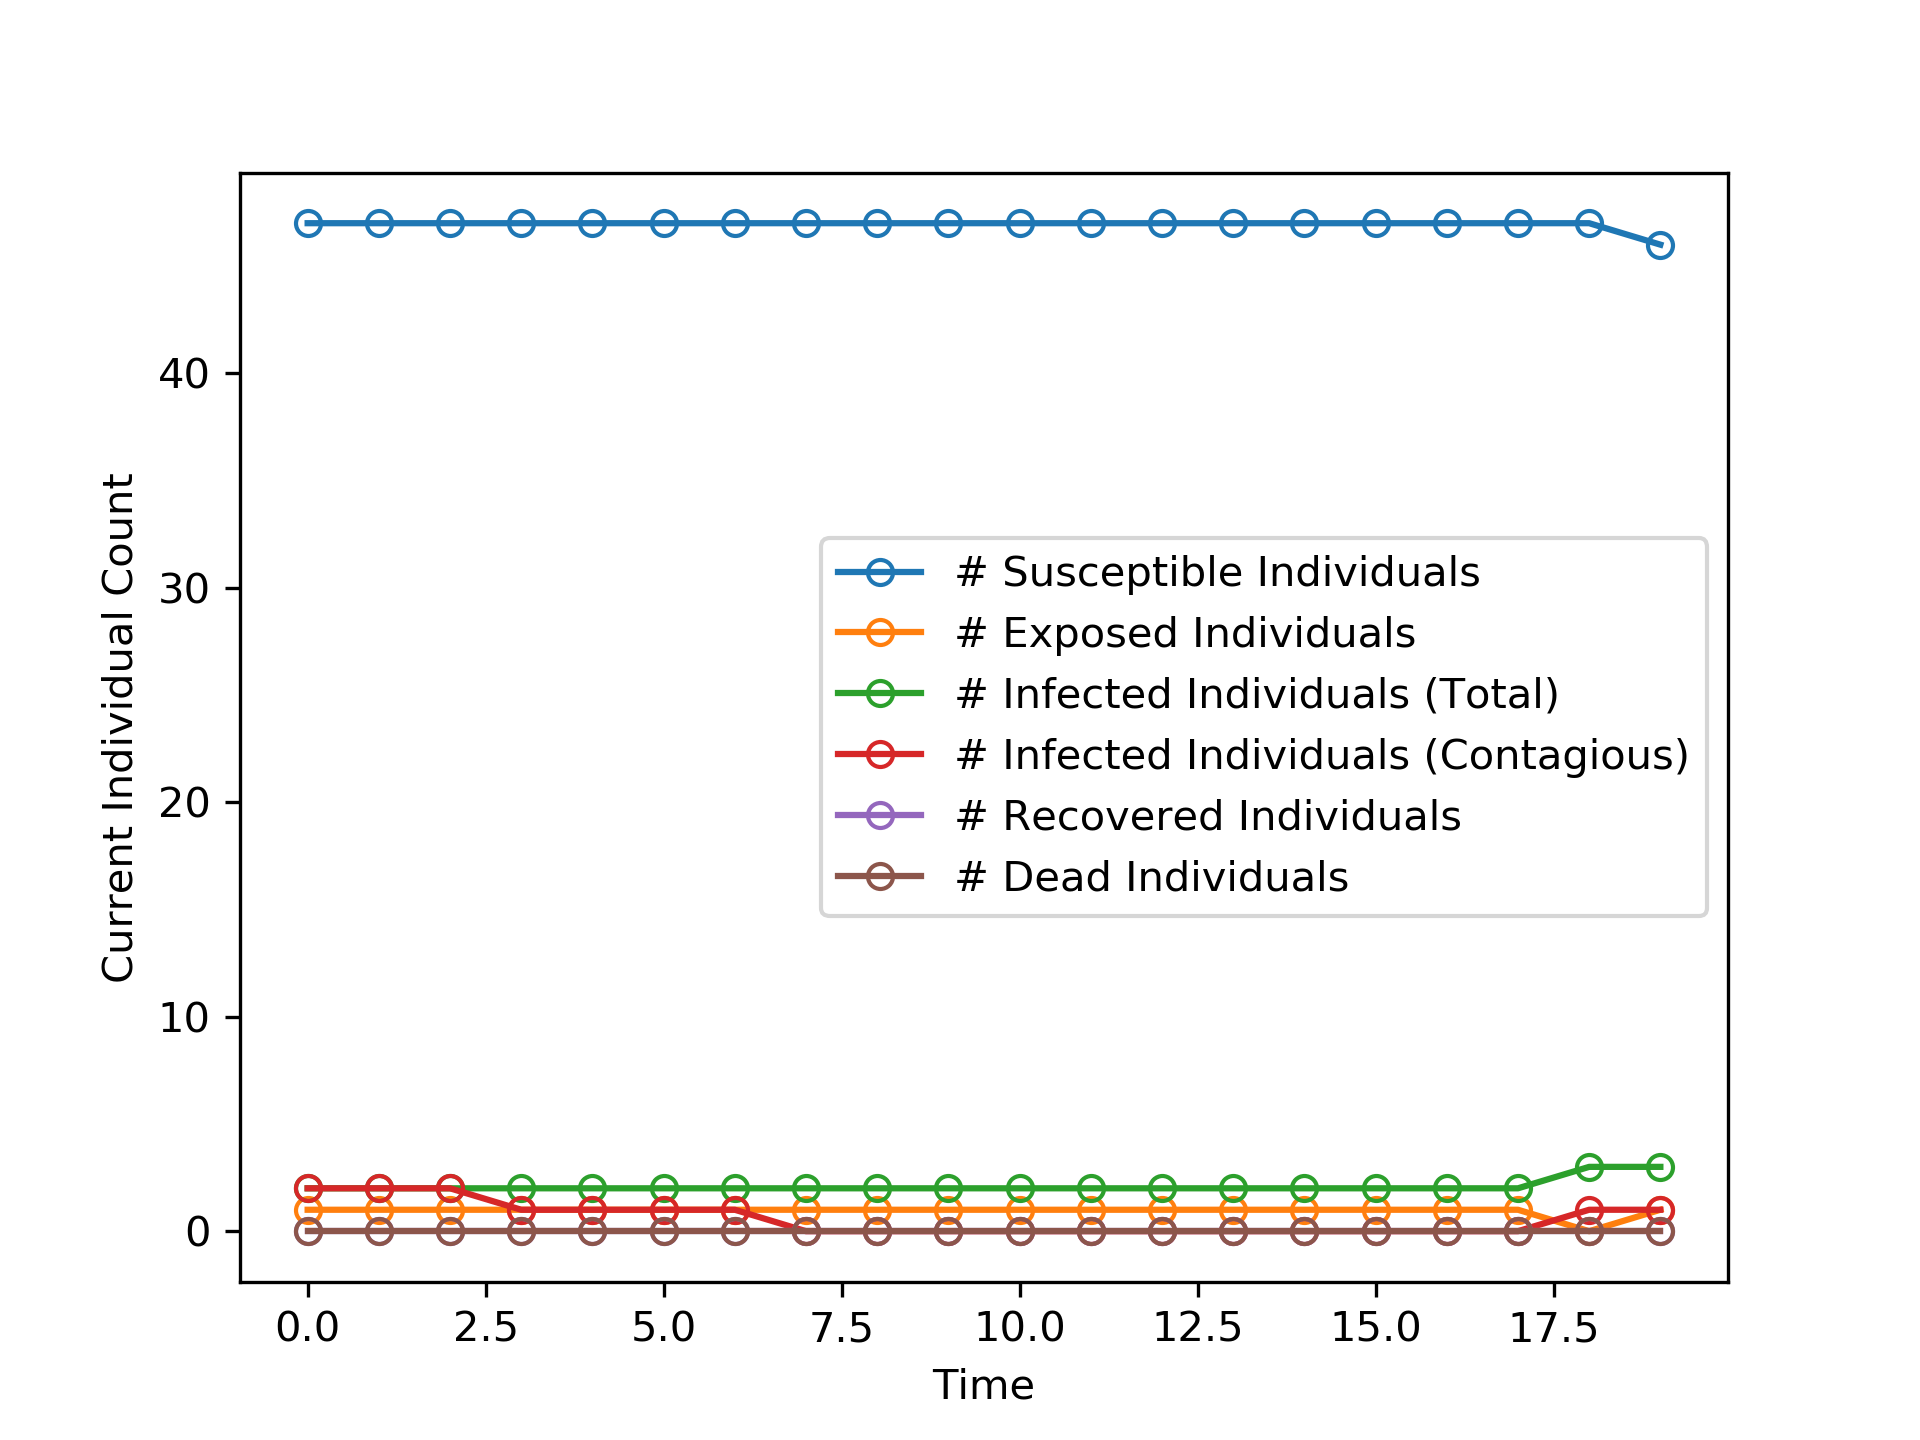 40
30
20
10
0
Current Individual Count
# Susceptible Individuals
# Exposed Individuals
# Infected Individuals (Total)
# Infected Individuals (Contagious)
# Recovered Individuals
# Dead Individuals
0.0 2.5 5.0 7.5 10.0 12.5 15.0 17.5
Time